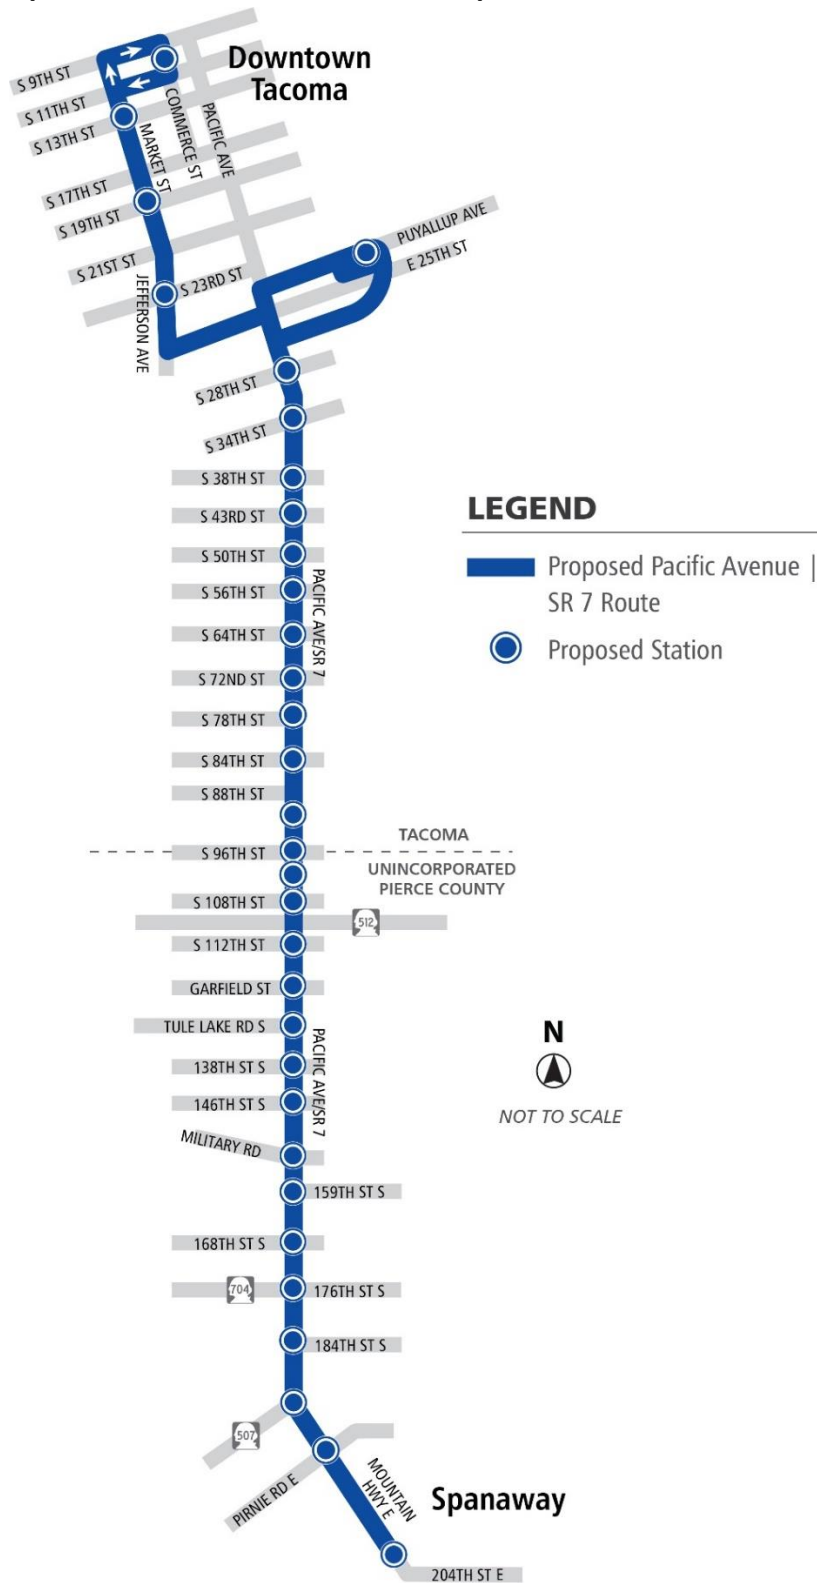 Downtown
Tacoma
S 9TH ST
S 11TH ST
S 13TH ST
COMMERCE ST
PACIFIC AVE
MARKET ST
S 17TH ST
S 19TH ST
S 21ST ST
S 23RD ST
JEFFERSON AVE
PUYALLUP AVE
E 25TH ST
S 28TH ST
S 34TH ST
S 38TH ST
S 43RD ST
S 50TH ST
S 56TH ST
S 64TH ST
S 72ND ST
PACIFIC AVE/SR 7
S 78TH ST
S 84TH ST
S 88TH ST
LEGEND
Proposed Pacific Avenue |
SR 7 Route
Proposed Station
TACOMA
S 96TH ST
UNINCORPORATED
PIERCE COUNTY
S 108TH ST
512
S 112TH ST
GARFIELD ST
TULE LAKE RD S
138TH ST S
146TH ST S
PACIFIC AVE/SR 7
N
NOT TO SCALE
MILITARY RD
159TH ST S
168TH ST S
704
176TH ST S
184TH ST S
507
PIRNIE RD E
MOUNTAIN
HWY E
Spanaway
204TH ST E